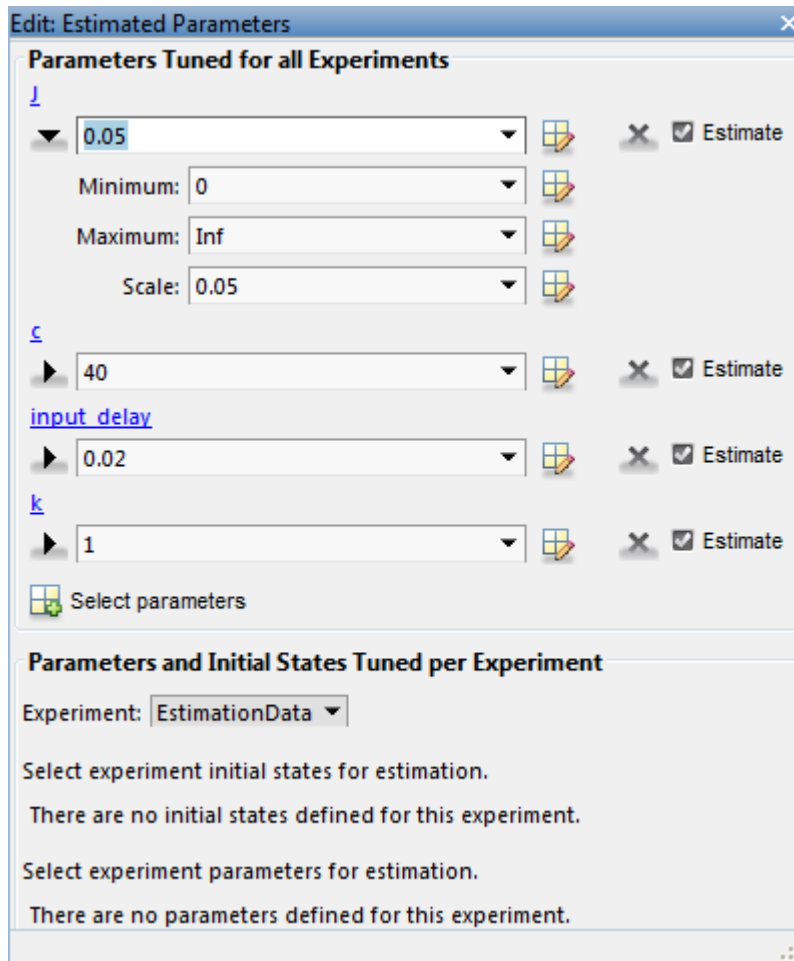 Edit: Estimated Parameters
Parameters Tuned for all Experiments
J
0.05 Estimate
Minimum: 0
Maximum: Inf
Scale: 0.05
c
40 Estimate
input_delay
0.02 Estimate
k
1 Estimate
Select parameters
Parameters and Initial States Tuned per Experiment
Experiment: EstimationData
Select experiment initial states for estimation.
There are no initial states defined for this experiment.
Select experiment parameters for estimation.
There are no parameters defined for this experiment.